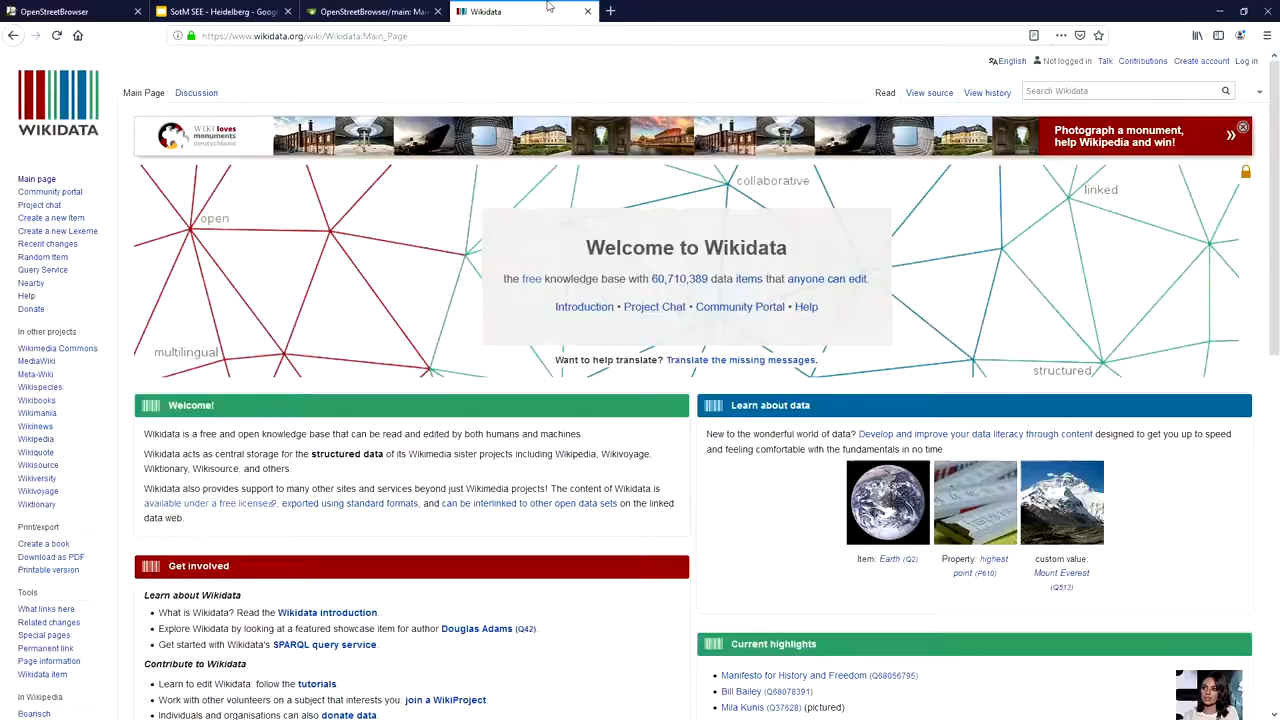 OpenStreetBrowser
SotM SEE - Heidelberg - Goog
OpenStreetBrowser/main: Mai
Wikidata
https://www.wikidata.org/wiki/Wikidata:Main_Page
English Not logged in Talk Contributions Create account Log in
Main Page Discussion
Read View source View history
Search Wikidata
WIKIDATA
WIKI loves
monuments
deutschland
Photograph a monument,
help Wikipedia and win!
Main page
Community portal
Project chat
Create a new Item
Create a new Lexeme
Recent changes
Random Item
Query Service
Nearby
Help
Donate
In other projects
Wikimedia Commons
MediaWiki
Meta-Wiki
Wikispecies
Wikibooks
Wikimania
Wikinews
Wikipedia
Wikiquote
Wikisource
Wikiversity
Wikivoyage
Wiktionary
Print/export
Create a book
Download as PDF
Printable version
Tools
What links here
Related changes
Special pages
Permanent link
Page information
Wikidata item
In Wikipedia
Boarisch
open
collaborative
linked
multilingual
structured
Welcome to Wikidata
the free knowledge base with 60,710,389 data items that anyone can edit.
Introduction • Project Chat • Community Portal • Help
Want to help translate? Translate the missing messages.
Welcome!
Wikidata is a free and open knowledge base that can be read and edited by both humans and machines
Wikidata acts as central storage for the structured data of its Wikimedia sister projects including Wikipedia, Wikivoyage,
Wiktionary, Wikisource, and others.
Wikidata also provides support to many other sites and services beyond just Wikimedia projects! The content of Wikidata is
available under a free license, exported using standard formats, and can be interlinked to other open data sets on the linked
data web.
Get involved
Learn about Wikidata
• What is Wikidata? Read the Wikidata introduction.
• Explore Wikidata by looking at a featured showcase item for author Douglas Adams (Q42).
• Get started with Wikidata's SPARQL query service.
Contribute to Wikidata
• Learn to edit Wikidata: follow the tutorials.
• Work with other volunteers on a subject that interests you: join a WikiProject.
• Individuals and organisations can also donate data.
Learn about data
New to the wonderful world of data? Develop and improve your data literacy through content designed to get you up to speed
and feeling comfortable with the fundamentals in no time
Item: Earth (Q2)
Property: highest
point (P610)
custom value:
Mount Everest
(Q513)
Current highlights
• Manifesto for History and Freedom (Q68056795)
• Bill Bailey (Q68078391)
• Mila Kunis (Q37628) (pictured)